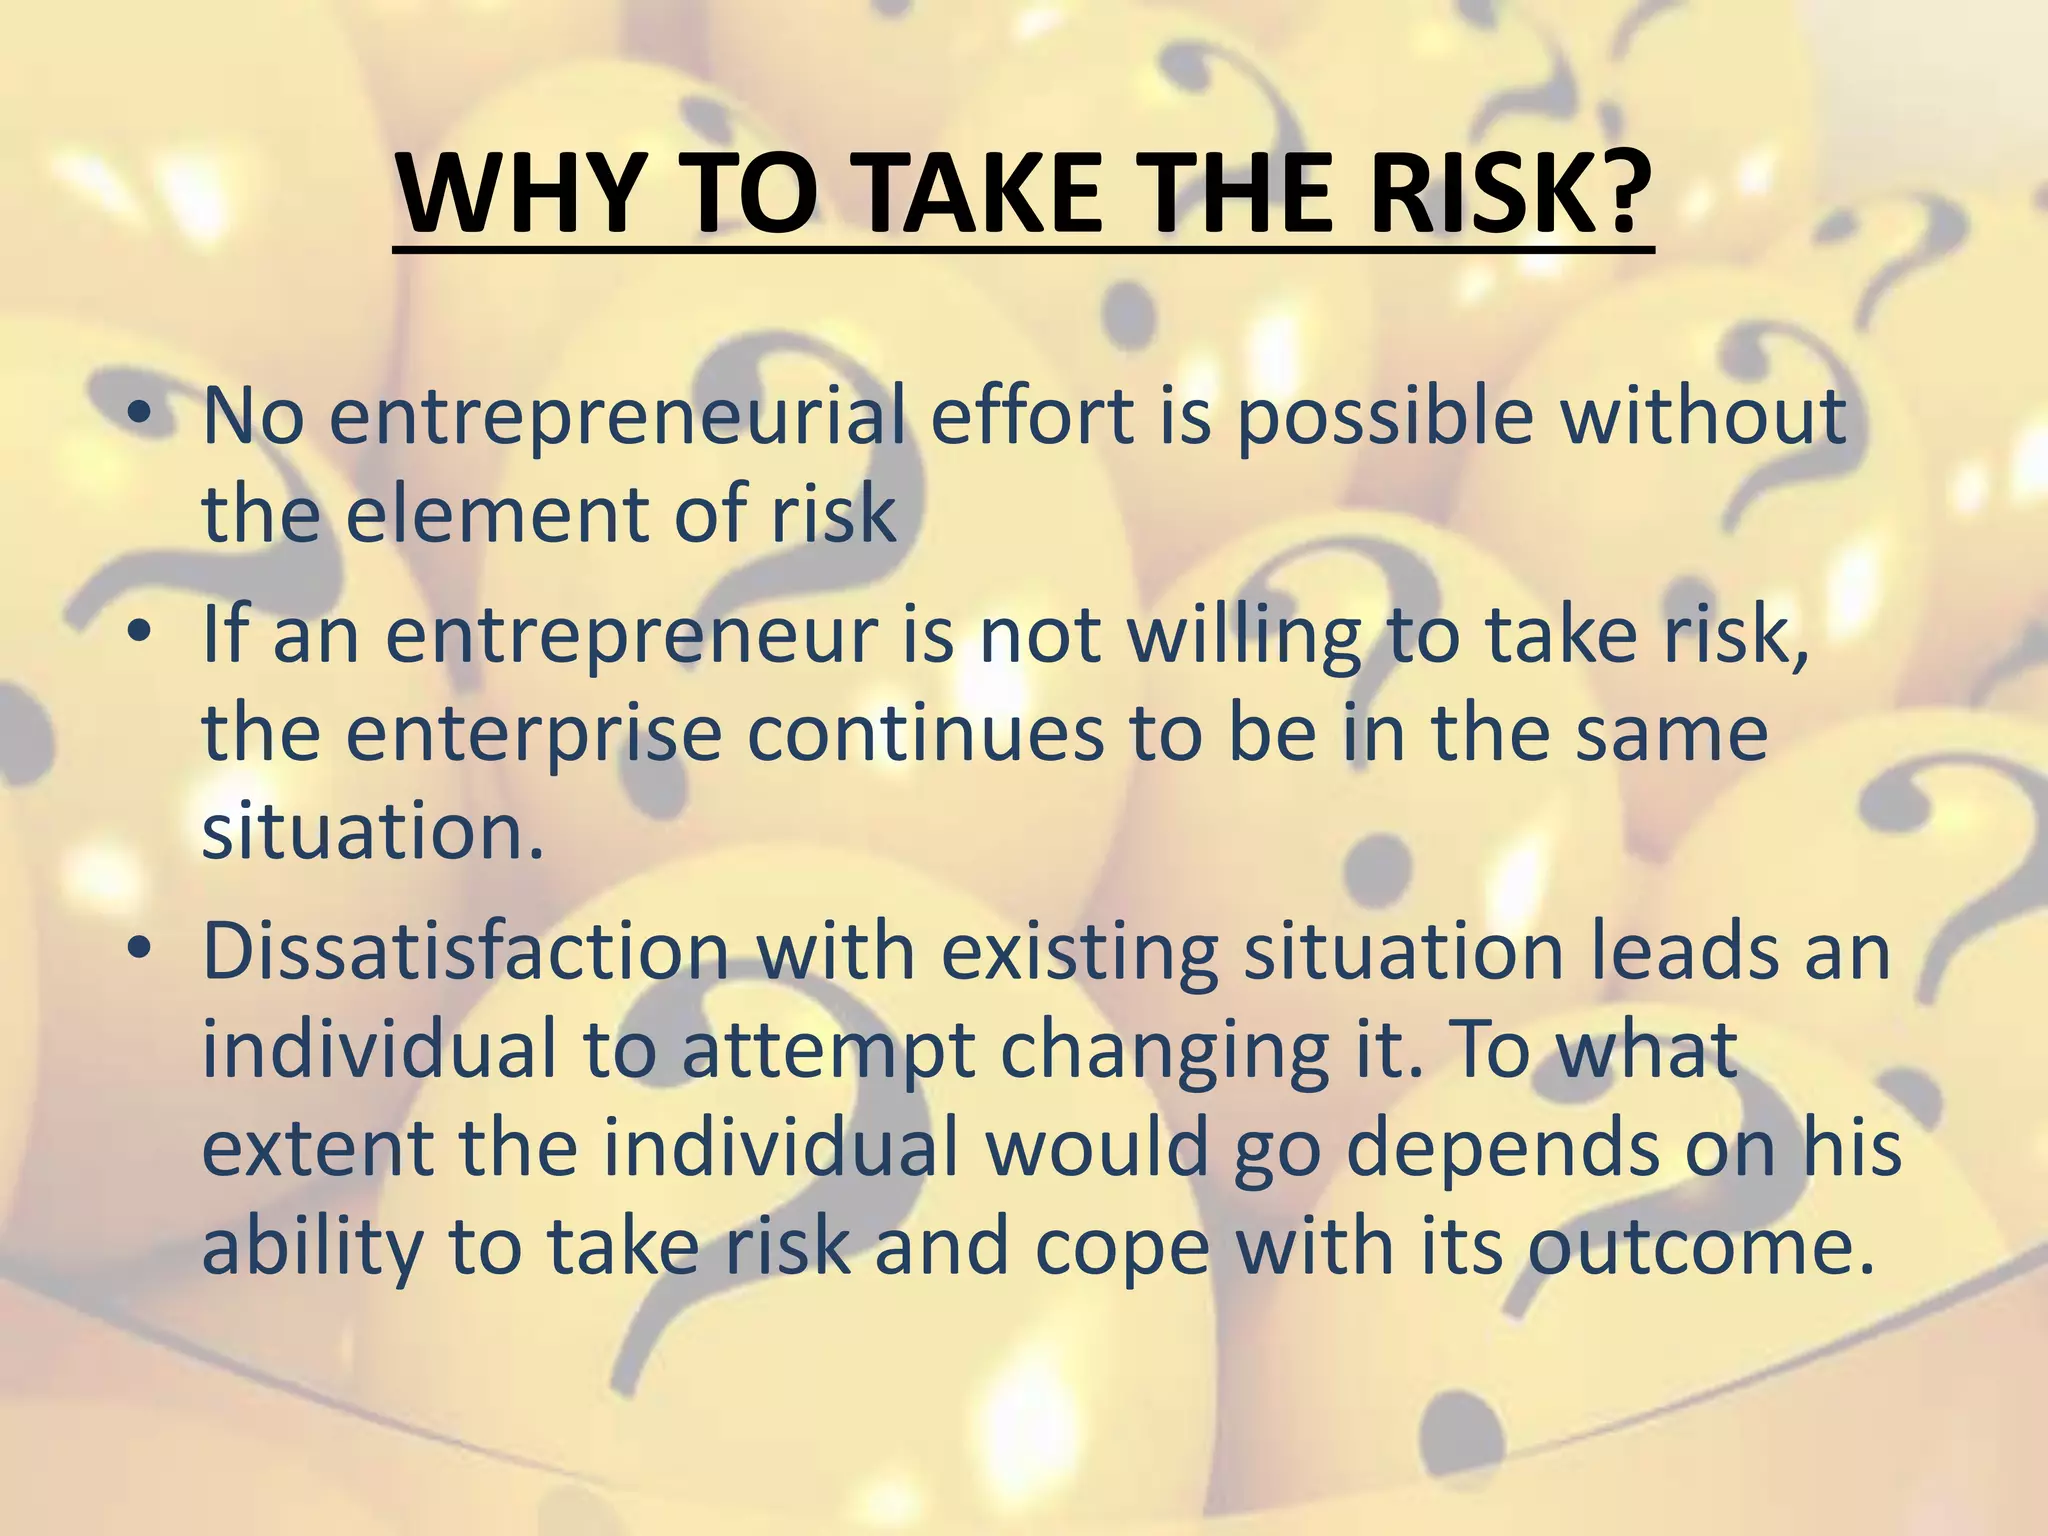 WHY TO TAKE THE RISK?
• No entrepreneurial effort is possible without
the element of risk
• If an entrepreneur is not willing to take risk,
the enterprise continues to be in the same
situation.
• Dissatisfaction with existing situation leads an
individual to attempt changing it. To what
extent the individual would go depends on his
ability to take risk and cope with its outcome.